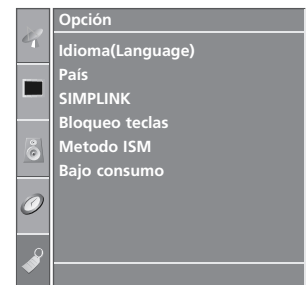 Opción
Idioma(Language)
País
SIMPLINK
Bloqueo teclas
Metodo ISM
Bajo consumo